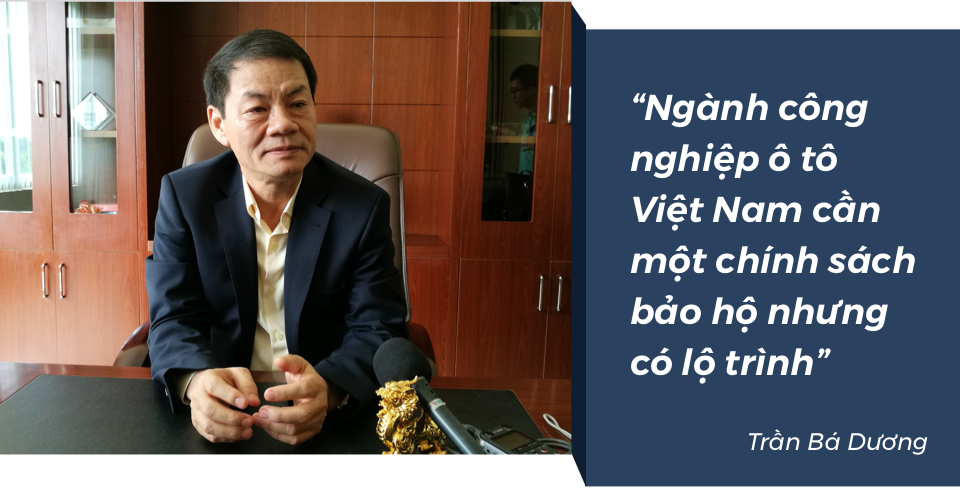 “Ngành công
nghiệp ô tô
Việt Nam cần
một chính sách
bảo hộ nhưng
có lộ trình”
Trần Bá Dương